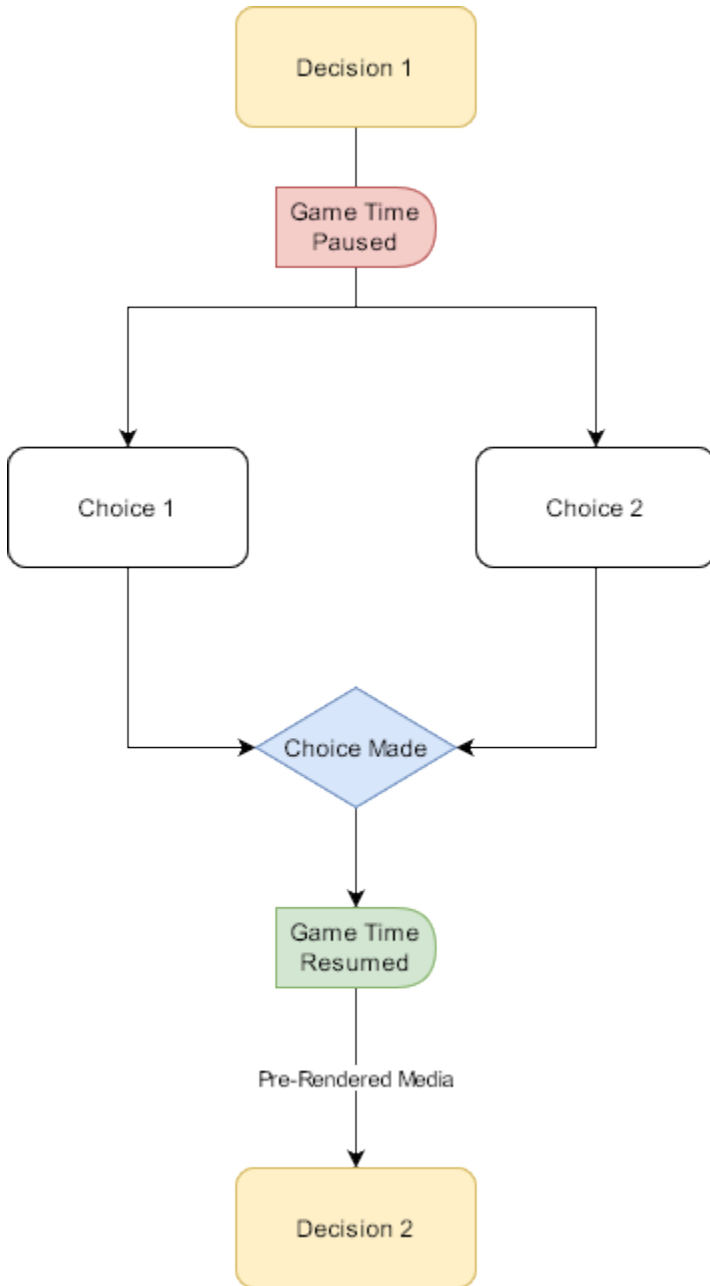 Decision 1
Game Time
Paused
Choice 1
Choice 2
Choice Made
Game Time
Resumed
Pre-Rendered Media
Decision 2